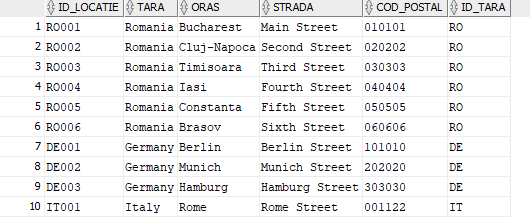 ID_LOCATIE TARA ORAS STRADA COD_POSTAL ID_TARA
1 RO001 Romania Bucharest Main Street 010101 RO
2 RO002 Romania Cluj-Napoca Second Street 020202 RO
3 RO003 Romania Timisoara Third Street 030303 RO
4 RO004 Romania Iasi Fourth Street 040404 RO
5 RO005 Romania Constanta Fifth Street 050505 RO
6 RO006 Romania Brasov Sixth Street 060606 RO
7 DE001 Germany Berlin Berlin Street 101010 DE
8 DE002 Germany Munich Munich Street 202020 DE
9 DE003 Germany Hamburg Hamburg Street 303030 DE
10 IT001 Italy Rome Rome Street 001122 IT